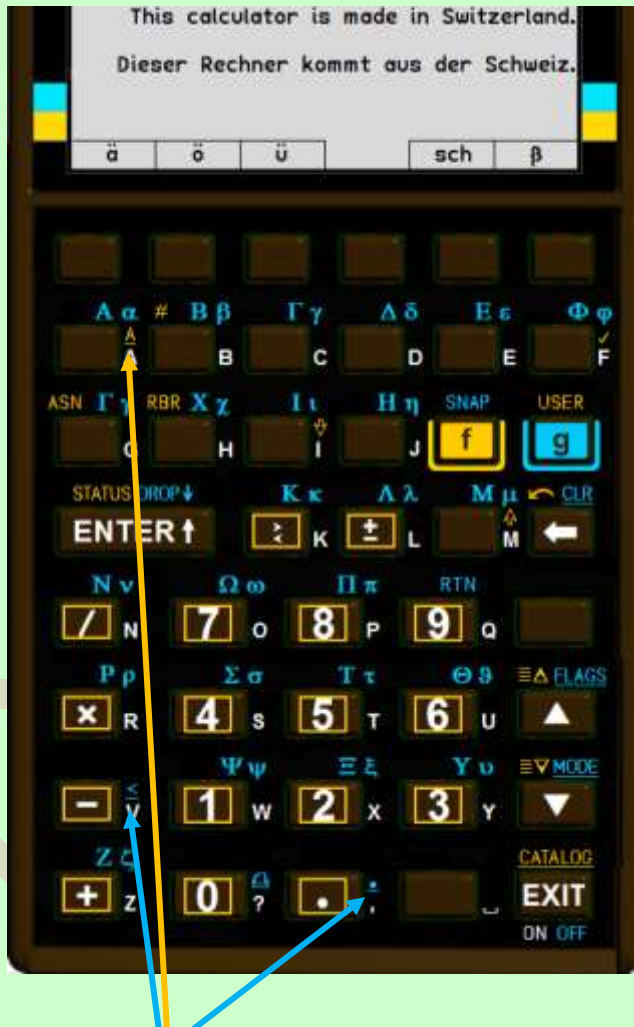 This calculator is made in Switzerland.
Dieser Rechner kommt aus der Schweiz.
ä ö ü sch β
Α α # Β β Γ γ Δ δ Ε ε Φ φ
A A B C D E ✓ F
ASN Γ RBR Χ χ Ι ι Η η SNAP USER
H I J f g
STATUS DROP↓ Κ κ Λ λ Μ μ CLR
ENTER↑ ≷ K ± L M ←
Ν ν Ω ω Π π RTN
/ N 7 O 8 P 9 Q
Ρ ρ Σ σ Τ τ Θ ϑ ≡△ FLAGS
× R 4 S 5 T 6 U ▲
Ψ ψ Ξ ξ Υ υ ≡▽ MODE
− ≤ V 1 W 2 X 3 Y ▼
Ζ ζ CATALOG
+ Z 0 ? . , ␣ EXIT
ON OFF